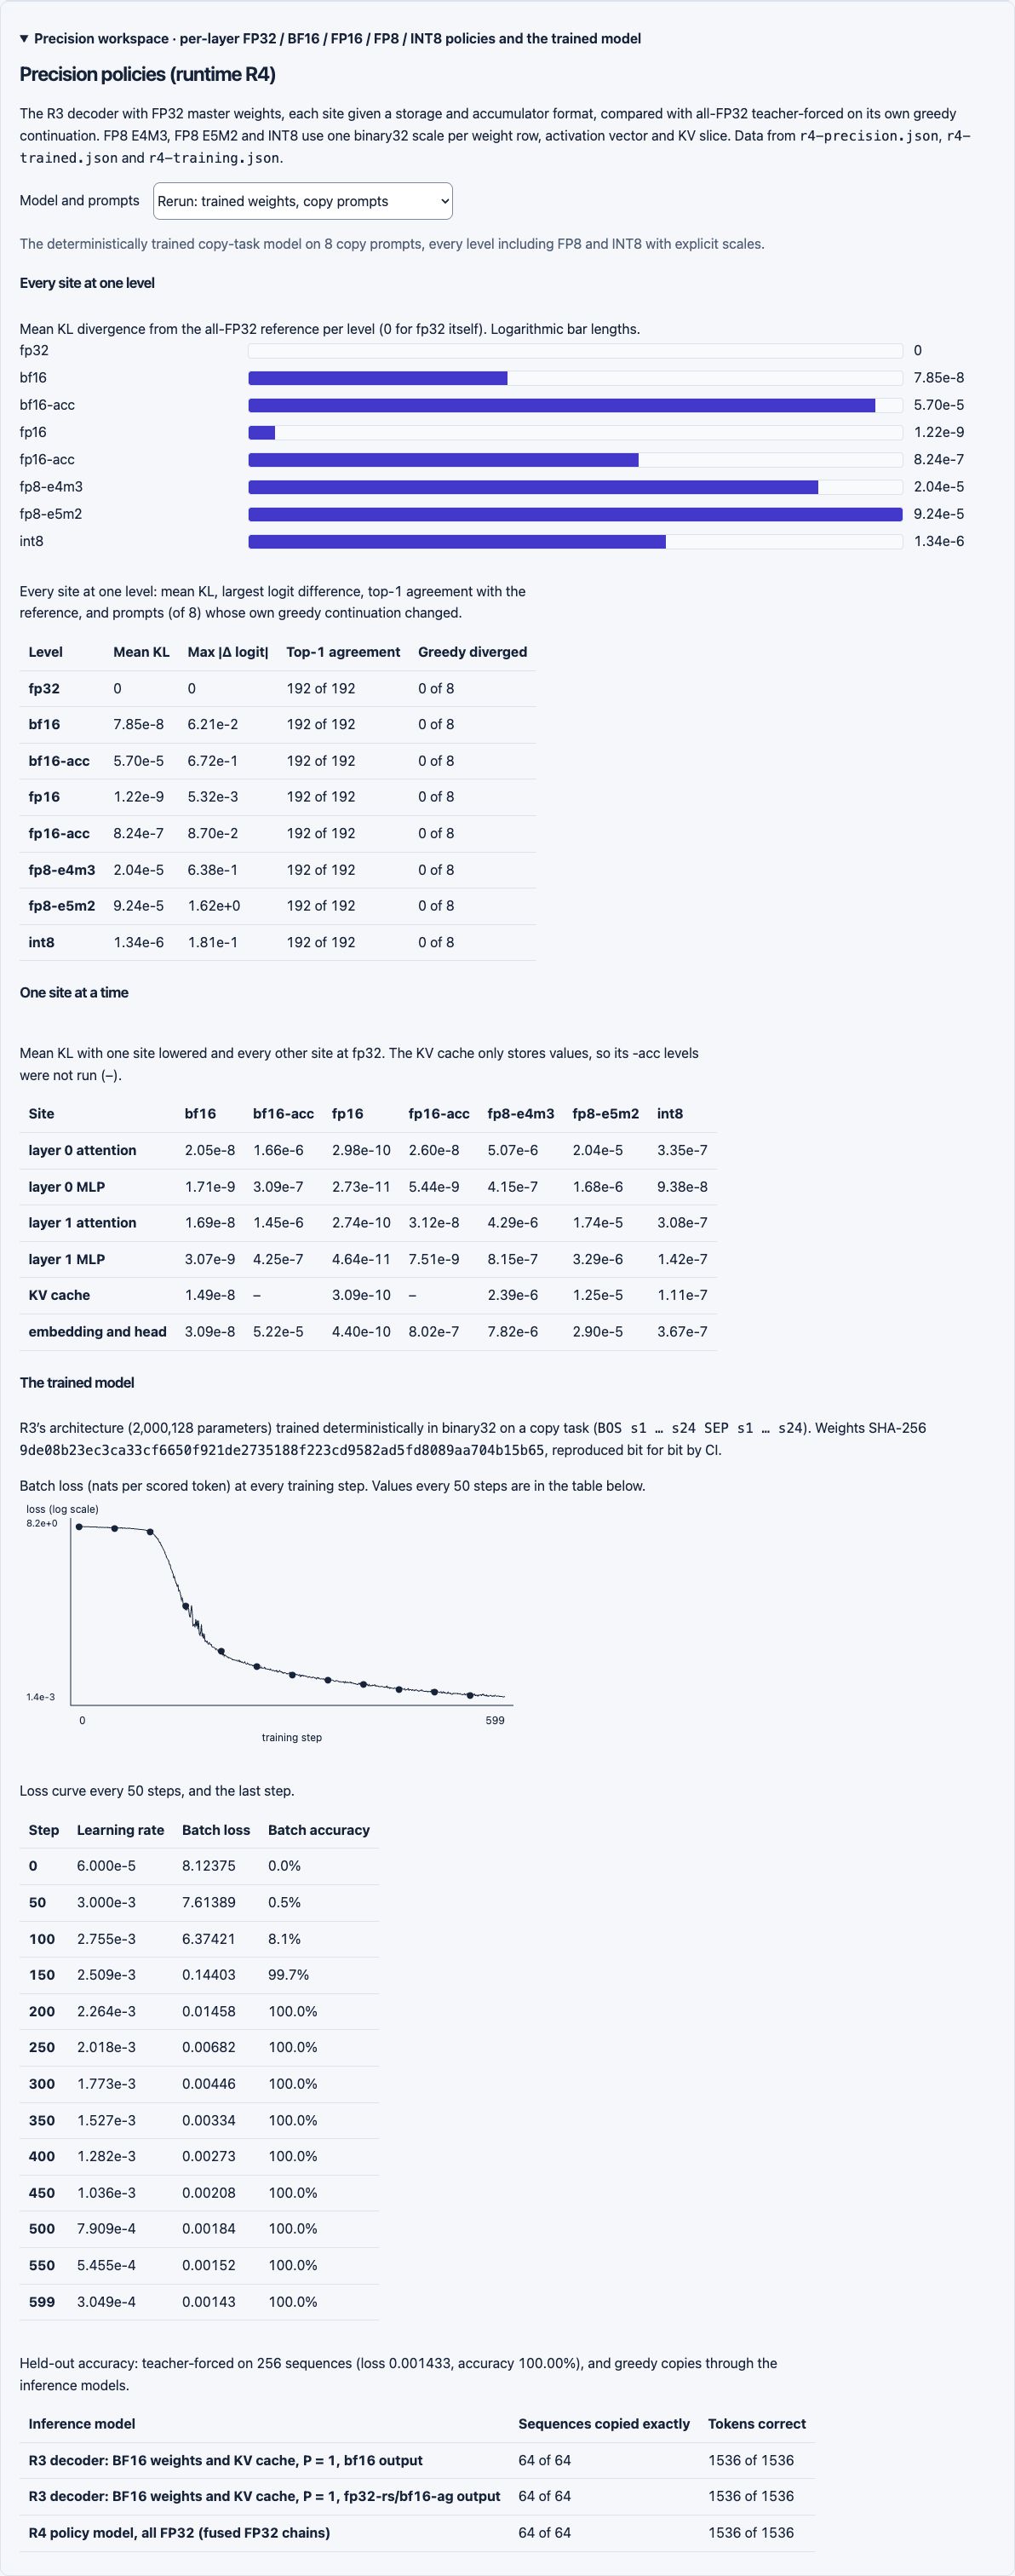 ▼ Precision workspace · per-layer FP32 / BF16 / FP16 / FP8 / INT8 policies and the trained model
Precision policies (runtime R4)
The R3 decoder with FP32 master weights, each site given a storage and accumulator format, compared with all-FP32 teacher-forced on its own greedy
continuation. FP8 E4M3, FP8 E5M2 and INT8 use one binary32 scale per weight row, activation vector and KV slice. Data from r4-precision.json, r4-
trained.json and r4-training.json.
Model and prompts Rerun: trained weights, copy prompts
The deterministically trained copy-task model on 8 copy prompts, every level including FP8 and INT8 with explicit scales.
Every site at one level
Mean KL divergence from the all-FP32 reference per level (0 for fp32 itself). Logarithmic bar lengths.
fp32 0
bf16 7.85e-8
bf16-acc 5.70e-5
fp16 1.22e-9
fp16-acc 8.24e-7
fp8-e4m3 2.04e-5
fp8-e5m2 9.24e-5
int8 1.34e-6
Every site at one level: mean KL, largest logit difference, top-1 agreement with the
reference, and prompts (of 8) whose own greedy continuation changed.
Level Mean KL Max |Δ logit| Top-1 agreement Greedy diverged
fp32 0 0 192 of 192 0 of 8
bf16 7.85e-8 6.21e-2 192 of 192 0 of 8
bf16-acc 5.70e-5 6.72e-1 192 of 192 0 of 8
fp16 1.22e-9 5.32e-3 192 of 192 0 of 8
fp16-acc 8.24e-7 8.70e-2 192 of 192 0 of 8
fp8-e4m3 2.04e-5 6.38e-1 192 of 192 0 of 8
fp8-e5m2 9.24e-5 1.62e+0 192 of 192 0 of 8
int8 1.34e-6 1.81e-1 192 of 192 0 of 8
One site at a time
Mean KL with one site lowered and every other site at fp32. The KV cache only stores values, so its -acc levels
were not run (–).
Site bf16 bf16-acc fp16 fp16-acc fp8-e4m3 fp8-e5m2 int8
layer 0 attention 2.05e-8 1.66e-6 2.98e-10 2.60e-8 5.07e-6 2.04e-5 3.35e-7
layer 0 MLP 1.71e-9 3.09e-7 2.73e-11 5.44e-9 4.15e-7 1.68e-6 9.38e-8
layer 1 attention 1.69e-8 1.45e-6 2.74e-10 3.12e-8 4.29e-6 1.74e-5 3.08e-7
layer 1 MLP 3.07e-9 4.25e-7 4.64e-11 7.51e-9 8.15e-7 3.29e-6 1.42e-7
KV cache 1.49e-8 – 3.09e-10 – 2.39e-6 1.25e-5 1.11e-7
embedding and head 3.09e-8 5.22e-5 4.40e-10 8.02e-7 7.82e-6 2.90e-5 3.67e-7
The trained model
R3's architecture (2,000,128 parameters) trained deterministically in binary32 on a copy task (BOS s1 … s24 SEP s1 … s24). Weights SHA-256
9de08b23ec3ca33cf6650f921de2735188f223cd9582ad5fd8089aa704b15b65, reproduced bit for bit by CI.
Batch loss (nats per scored token) at every training step. Values every 50 steps are in the table below.
loss (log scale)
8.2e+0
1.4e-3
0 599
training step
Loss curve every 50 steps, and the last step.
Step Learning rate Batch loss Batch accuracy
0 6.000e-5 8.12375 0.0%
50 3.000e-3 7.61389 0.5%
100 2.755e-3 6.37421 8.1%
150 2.509e-3 0.14403 99.7%
200 2.264e-3 0.01458 100.0%
250 2.018e-3 0.00682 100.0%
300 1.773e-3 0.00446 100.0%
350 1.527e-3 0.00334 100.0%
400 1.282e-3 0.00273 100.0%
450 1.036e-3 0.00208 100.0%
500 7.909e-4 0.00184 100.0%
550 5.455e-4 0.00152 100.0%
599 3.049e-4 0.00143 100.0%
Held-out accuracy: teacher-forced on 256 sequences (loss 0.001433, accuracy 100.00%), and greedy copies through the
inference models.
Inference model Sequences copied exactly Tokens correct
R3 decoder: BF16 weights and KV cache, P = 1, bf16 output 64 of 64 1536 of 1536
R3 decoder: BF16 weights and KV cache, P = 1, fp32-rs/bf16-ag output 64 of 64 1536 of 1536
R4 policy model, all FP32 (fused FP32 chains) 64 of 64 1536 of 1536